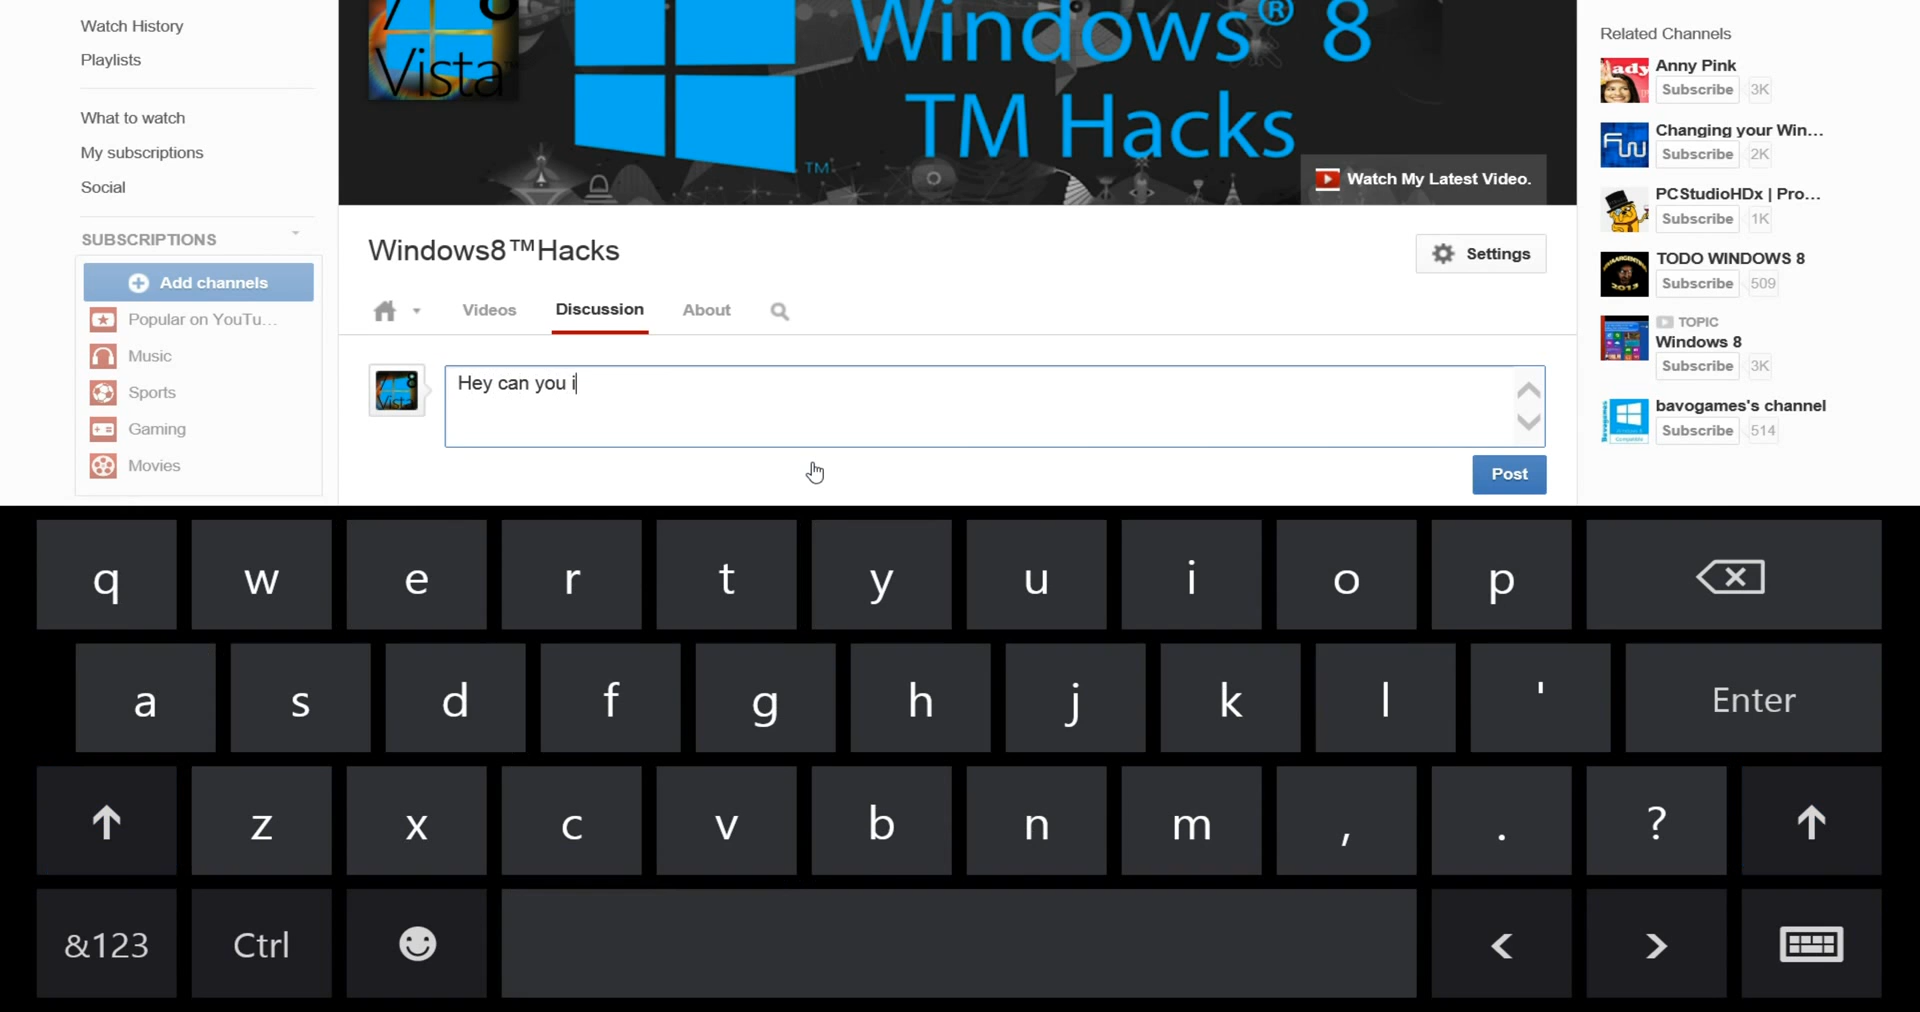 Watch History
Playlists
What to watch
My subscriptions
Social
SUBSCRIPTIONS
Add channels
Popular on YouTu...
Music
Sports
Gaming
Movies
Vista™
Windows® 8
TM Hacks
TM
Watch My Latest Video.
Windows8™Hacks
Settings
Videos
Discussion
About
Hey can you i
Post
Related Channels
Anny Pink
Subscribe 3K
Changing your Win...
Subscribe 2K
PCStudioHDx | Pro...
Subscribe 1K
TODO WINDOWS 8
Subscribe 509
TOPIC
Windows 8
Subscribe 3K
bavogames's channel
Subscribe 514
q w e r t y u i o p
a s d f g h j k l ' Enter
z x c v b n m , . ?
&123 Ctrl < >